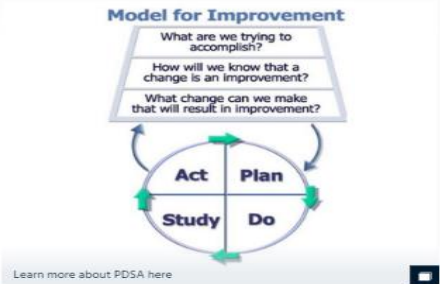 Model for Improvement
What are we trying to
accomplish?
How will we know that a
change is an improvement?
What change can we make
that will result in improvement?
Act
Plan
Study
Do
Learn more about PDSA here